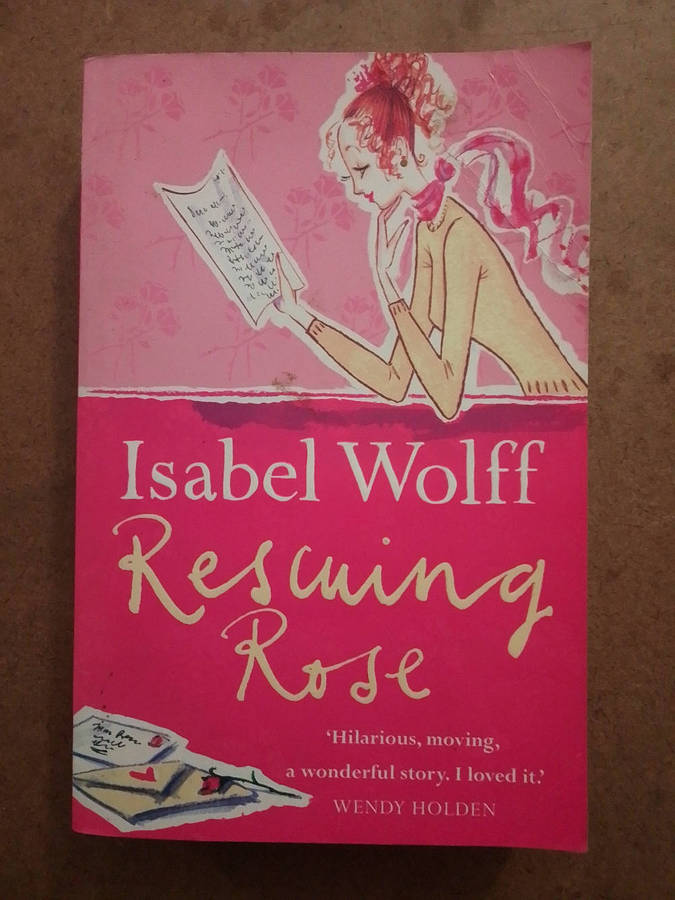 Isabel Wolff
Rescuing
Rose
‘Hilarious, moving,
a wonderful story. I loved it.’
WENDY HOLDEN